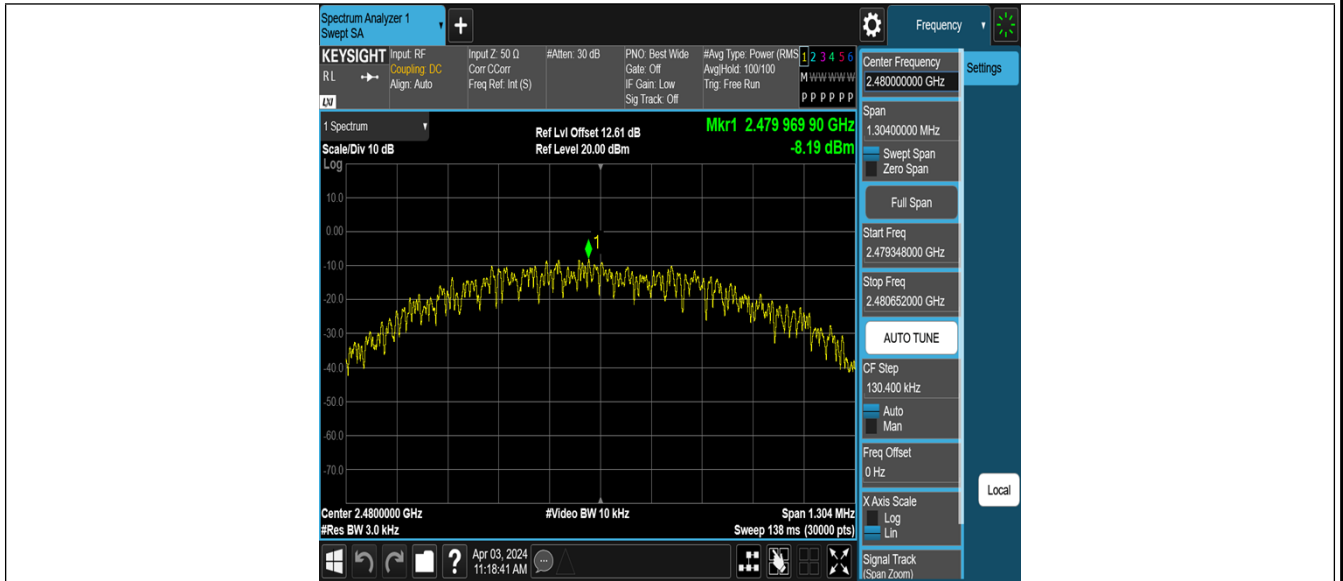 Spectrum Analyzer 1
Swept SA
+
Frequency
KEYSIGHT
RL
LXI
Input: RF
Coupling: DC
Align: Auto
Input Z: 50 Ω
Corr CCorr
Freq Ref: Int (S)
#Atten: 30 dB
PNO: Best Wide
Gate: Off
IF Gain: Low
Sig Track: Off
#Avg Type: Power (RMS
Avg|Hold: 100/100
Trig: Free Run
1 2 3 4 5 6
M W W W W W
P P P P P P
1 Spectrum
Scale/Div 10 dB
Log
Ref Lvl Offset 12.61 dB
Ref Level 20.00 dBm
Mkr1 2.479 969 90 GHz
-8.19 dBm
10.0
0.00
-10.0
-20.0
-30.0
-40.0
-50.0
-60.0
-70.0
1
Center 2.4800000 GHz
#Res BW 3.0 kHz
#Video BW 10 kHz
Span 1.304 MHz
Sweep 138 ms (30000 pts)
?
Apr 03, 2024
11:18:41 AM
Center Frequency
2.480000000 GHz
Span
1.30400000 MHz
Swept Span
Zero Span
Full Span
Start Freq
2.479348000 GHz
Stop Freq
2.480652000 GHz
AUTO TUNE
CF Step
130.400 kHz
Auto
Man
Freq Offset
0 Hz
X Axis Scale
Log
Lin
Signal Track
(Span Zoom)
Settings
Local